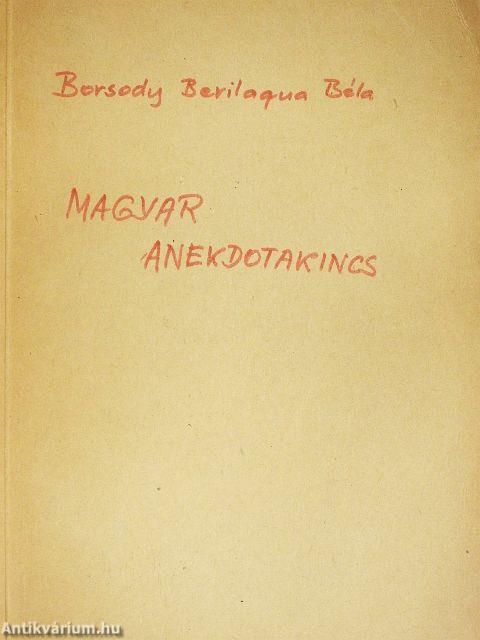 Borsody Berilaqua Béla
MAGYAR
ANEKDOTAKINCS
Antikvárium.hu